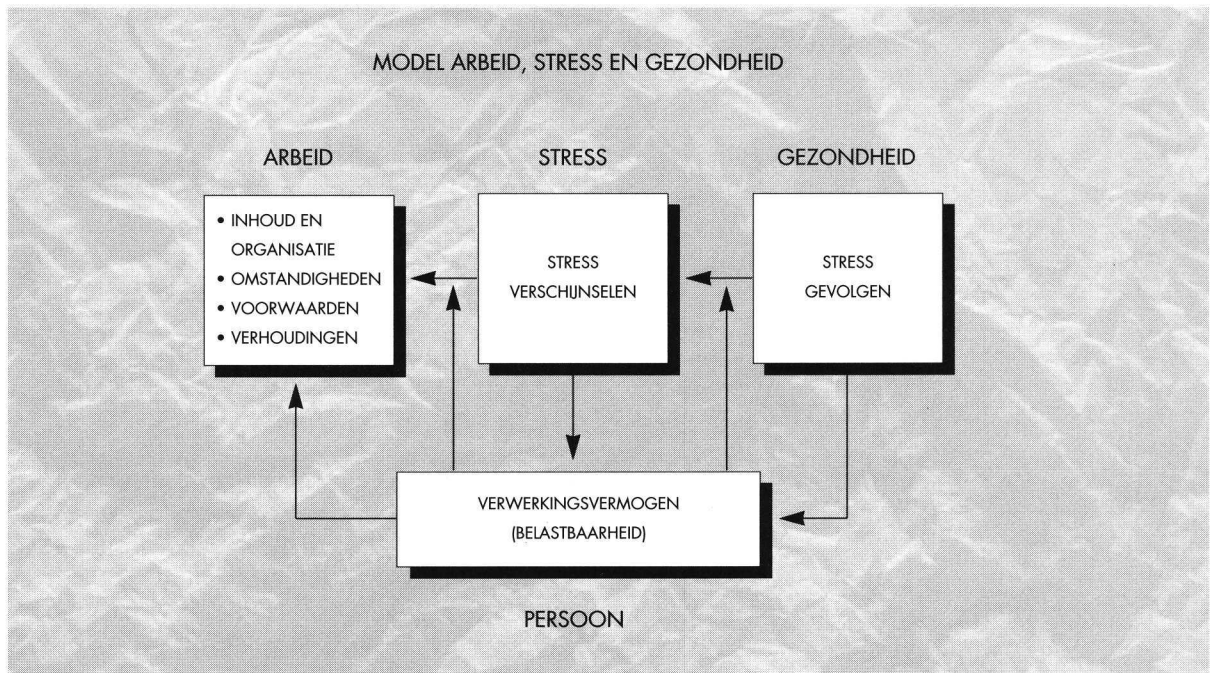 MODEL ARBEID, STRESS EN GEZONDHEID
ARBEID
STRESS
GEZONDHEID
• INHOUD EN
ORGANISATIE
• OMSTANDIGHEDEN
• VOORWAARDEN
• VERHOUDINGEN
STRESS
VERSCHIJNSELEN
STRESS
GEVOLGEN
VERWERKINGSVERMOGEN
(BELASTBAARHEID)
PERSOON